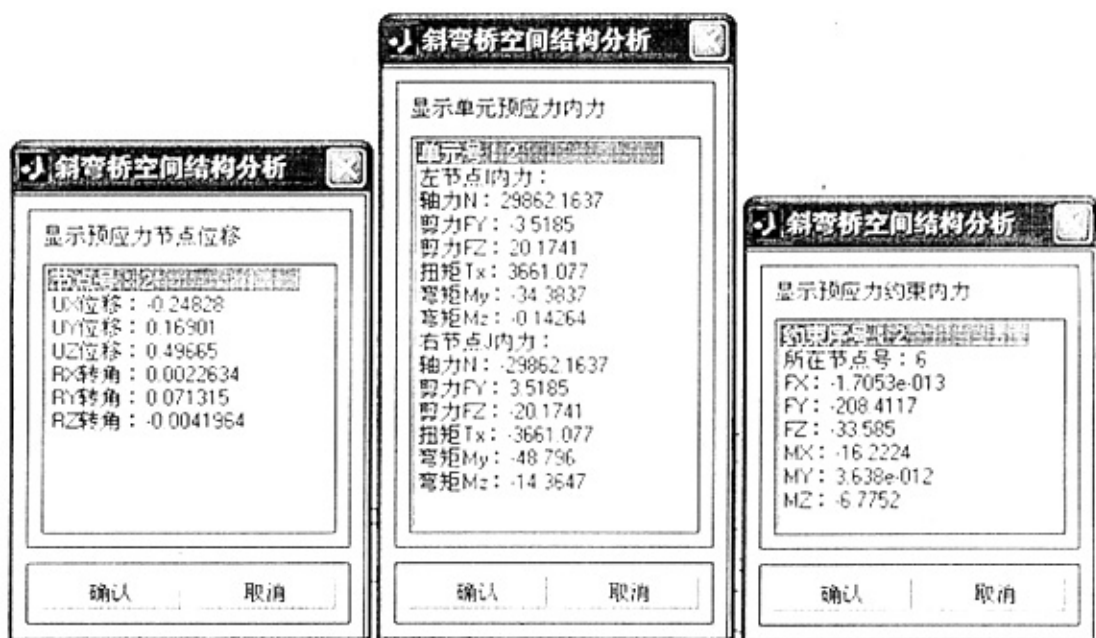 斜弯桥空间结构分析
显示预应力节点位移
UX位移：-0.24828
UY位移：0.16901
UZ位移：0.49665
RX转角：0.0022634
RY转角：0.071315
RZ转角：-0.0041964
确认
取消
斜弯桥空间结构分析
显示单元预应力内力
单元号：2
左节点I内力：
轴力N：29862.1637
剪力FY：-3.5185
剪力FZ：20.1741
扭矩Tx：3661.077
弯矩My：-34.3837
弯矩Mz：-0.14264
右节点J内力：
轴力N：-29862.1637
剪力FY：3.5185
剪力FZ：-20.1741
扭矩Tx：-3661.077
弯矩My：-48.796
弯矩Mz：-14.3647
确认
取消
斜弯桥空间结构分析
显示预应力约束内力
约束序号：2
所在节点号：6
FX：-1.7053e-013
FY：-208.4117
FZ：-33.585
MX：-16.2224
MY：3.638e-012
MZ：-6.7752
确认
取消